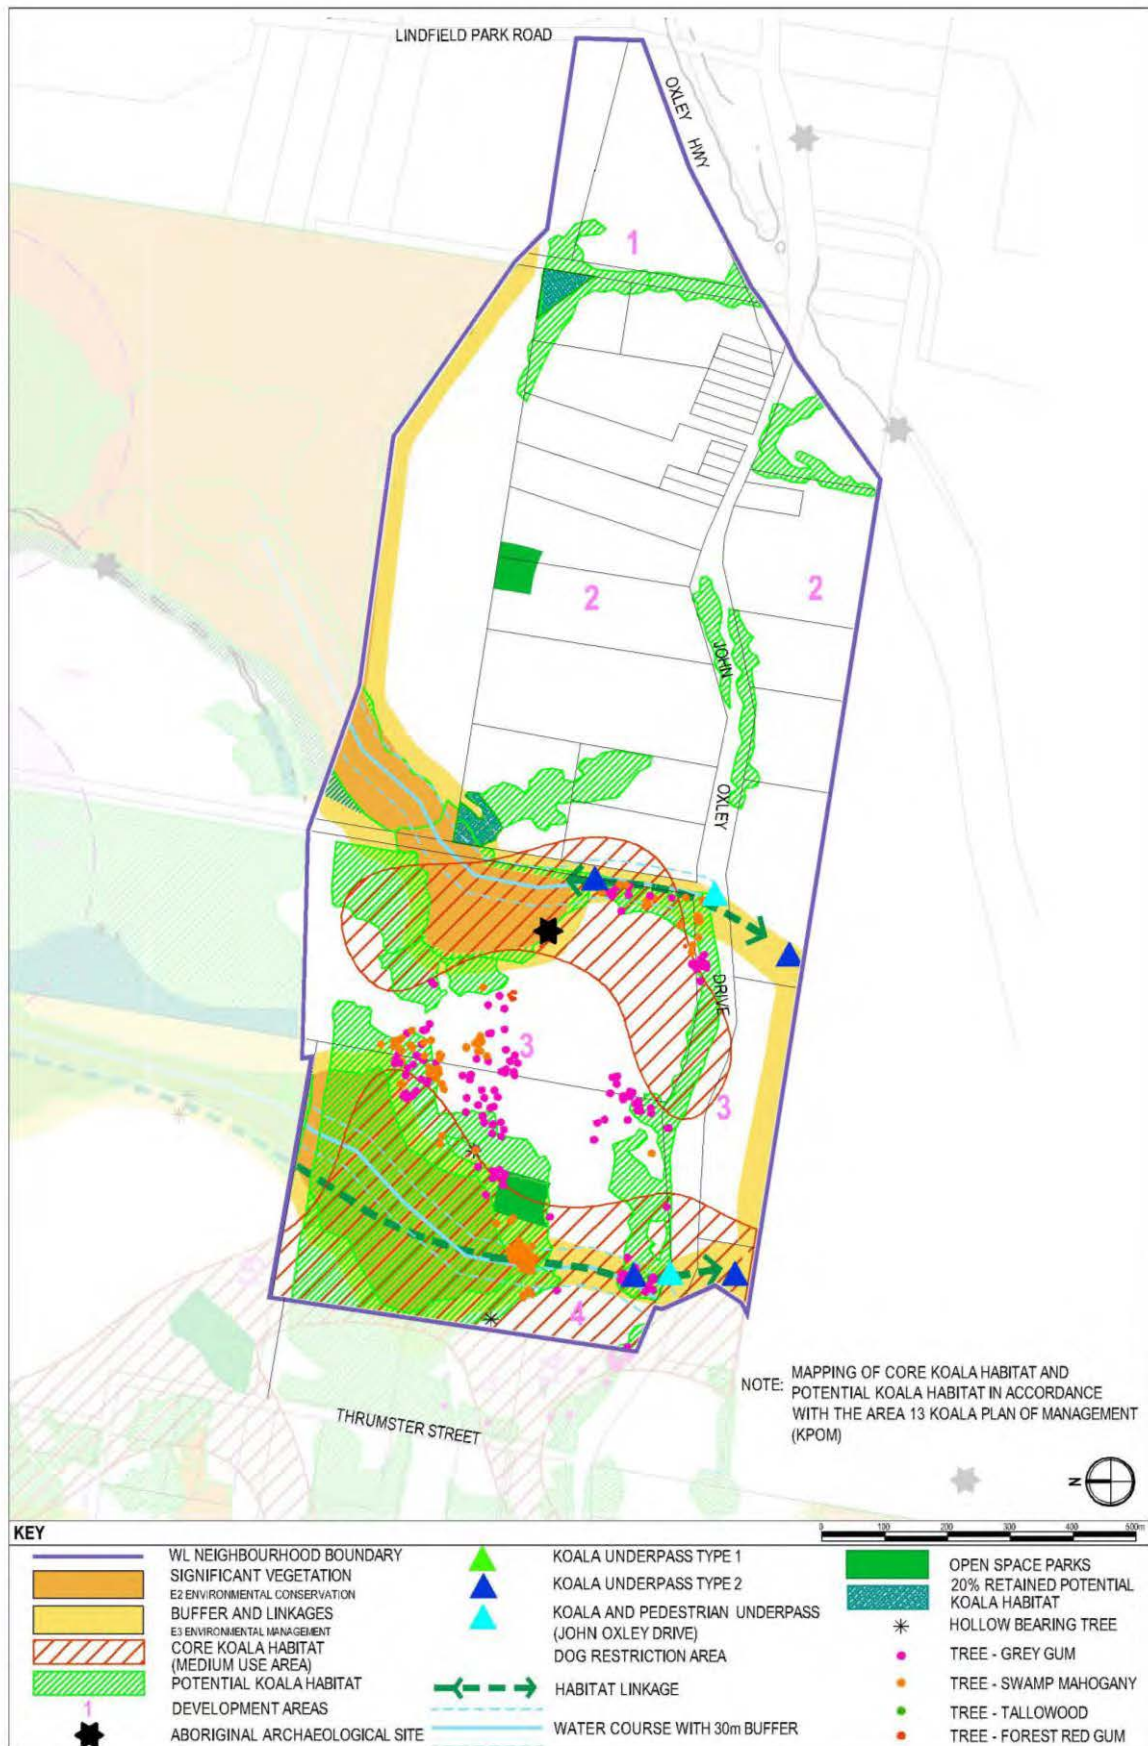 LINDFIELD PARK ROAD
OXLEY HWY
1
2
2
JOHN
OXLEY
DRIVE
3
3
4
NOTE: MAPPING OF CORE KOALA HABITAT AND
POTENTIAL KOALA HABITAT IN ACCORDANCE
WITH THE AREA 13 KOALA PLAN OF MANAGEMENT
(KPOM)
THRUMSTER STREET
N
KEY
0 100 200 300 400 500m
WL NEIGHBOURHOOD BOUNDARY
SIGNIFICANT VEGETATION
E2 ENVIRONMENTAL CONSERVATION
BUFFER AND LINKAGES
E3 ENVIRONMENTAL MANAGEMENT
CORE KOALA HABITAT
(MEDIUM USE AREA)
POTENTIAL KOALA HABITAT
1 DEVELOPMENT AREAS
ABORIGINAL ARCHAEOLOGICAL SITE
KOALA UNDERPASS TYPE 1
KOALA UNDERPASS TYPE 2
KOALA AND PEDESTRIAN UNDERPASS
(JOHN OXLEY DRIVE)
DOG RESTRICTION AREA
HABITAT LINKAGE
WATER COURSE WITH 30m BUFFER
OPEN SPACE PARKS
20% RETAINED POTENTIAL
KOALA HABITAT
HOLLOW BEARING TREE
TREE - GREY GUM
TREE - SWAMP MAHOGANY
TREE - TALLOWOOD
TREE - FOREST RED GUM